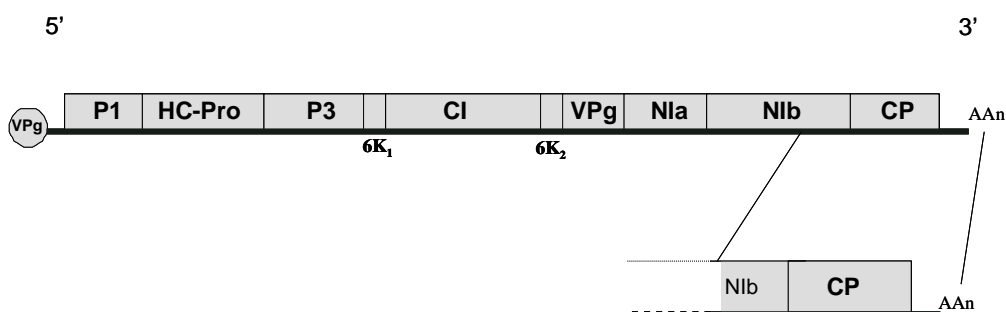 5’ 3’
VPg P1 HC-Pro P3 CI VPg NIa NIb CP AAn
6K₁ 6K₂
NIb CP AAn